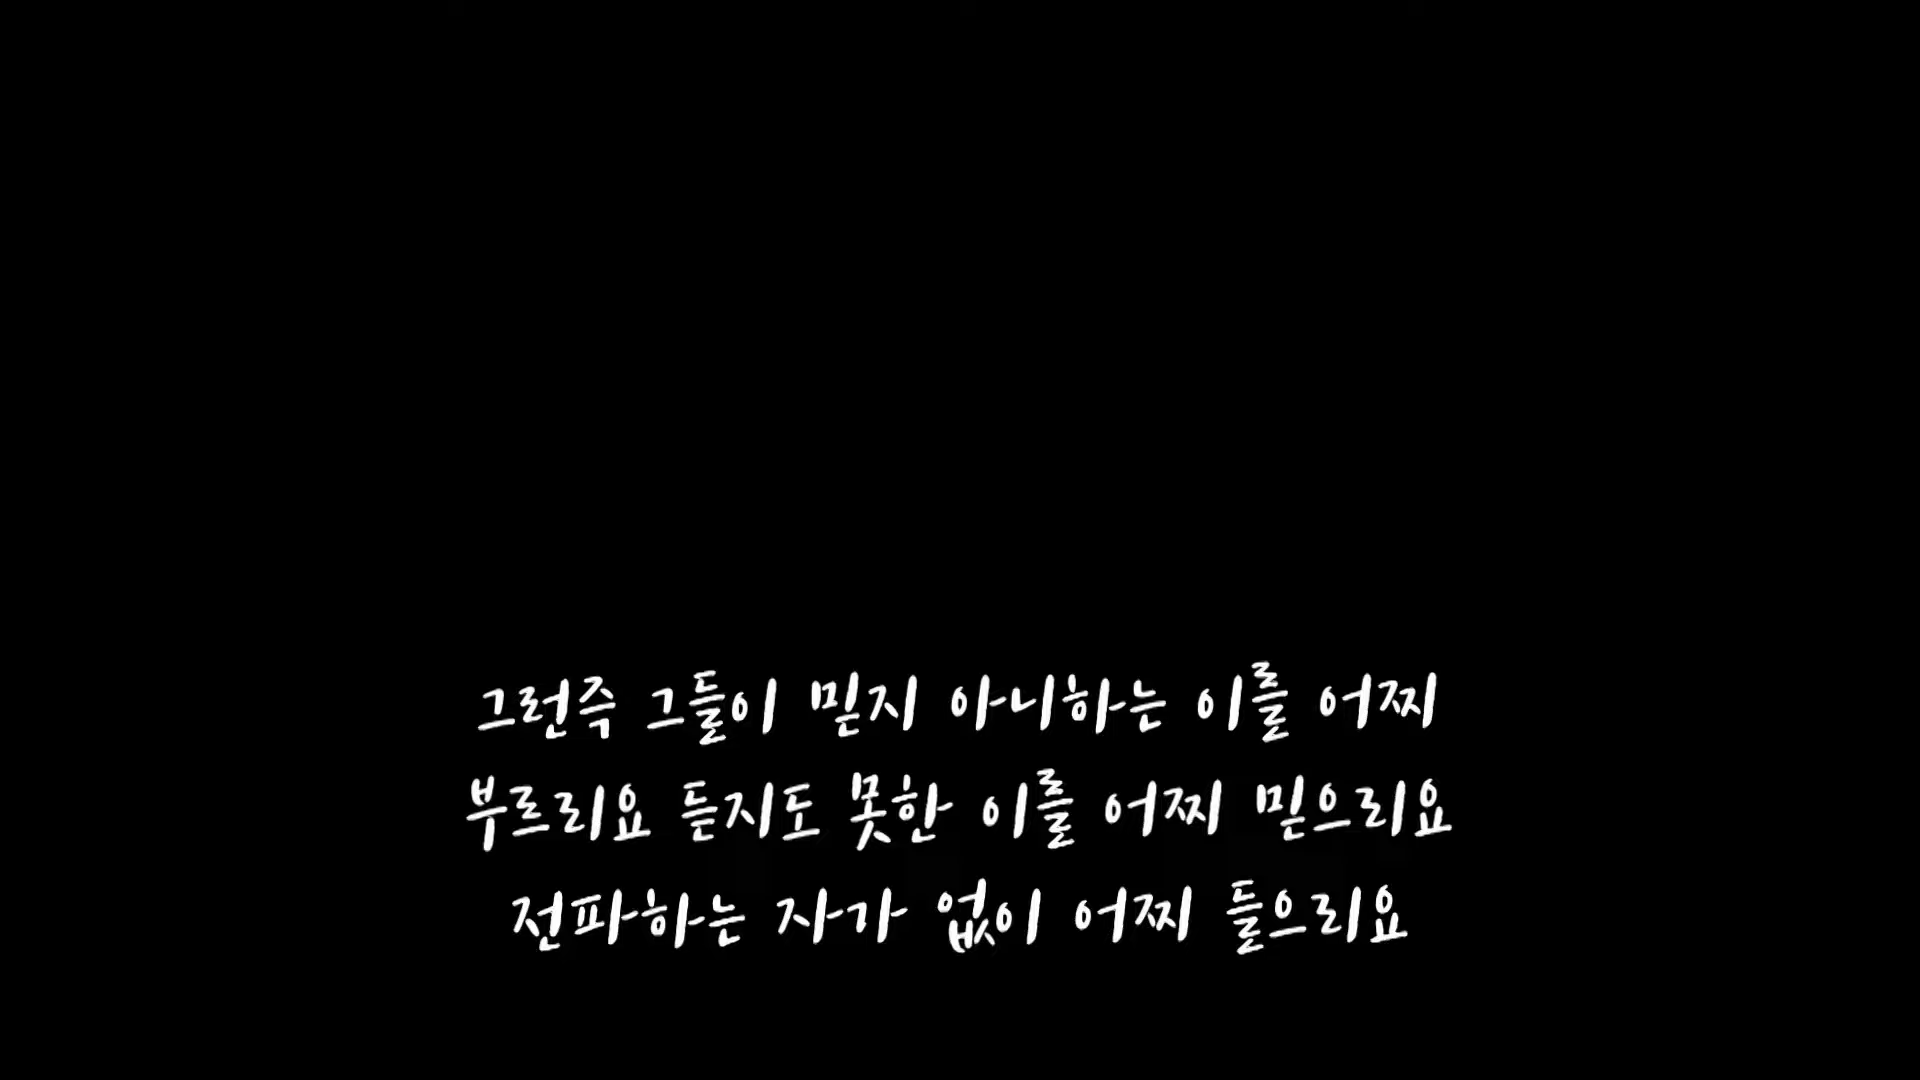 그런즉 그들이 믿지 아니하는 이를 어찌
부르리요 듣지도 못한 이를 어찌 믿으리요
전파하는 자가 없이 어찌 들으리요